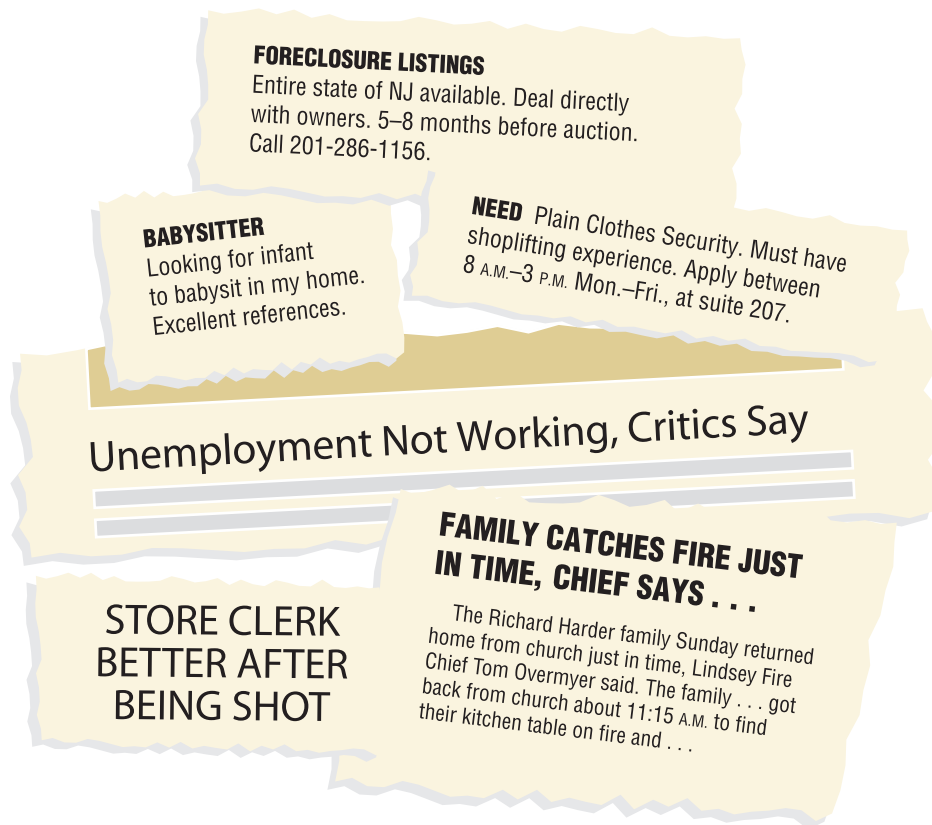 FORECLOSURE LISTINGS
Entire state of NJ available. Deal directly
with owners. 5–8 months before auction.
Call 201-286-1156.
BABYSITTER
Looking for infant
to babysit in my home.
Excellent references.
NEED Plain Clothes Security. Must have
shoplifting experience. Apply between
8 A.M.–3 P.M. Mon.–Fri., at suite 207.
Unemployment Not Working, Critics Say
STORE CLERK
BETTER AFTER
BEING SHOT
FAMILY CATCHES FIRE JUST
IN TIME, CHIEF SAYS . . .
The Richard Harder family Sunday returned
home from church just in time, Lindsey Fire
Chief Tom Overmyer said. The family . . . got
back from church about 11:15 A.M. to find
their kitchen table on fire and . . .